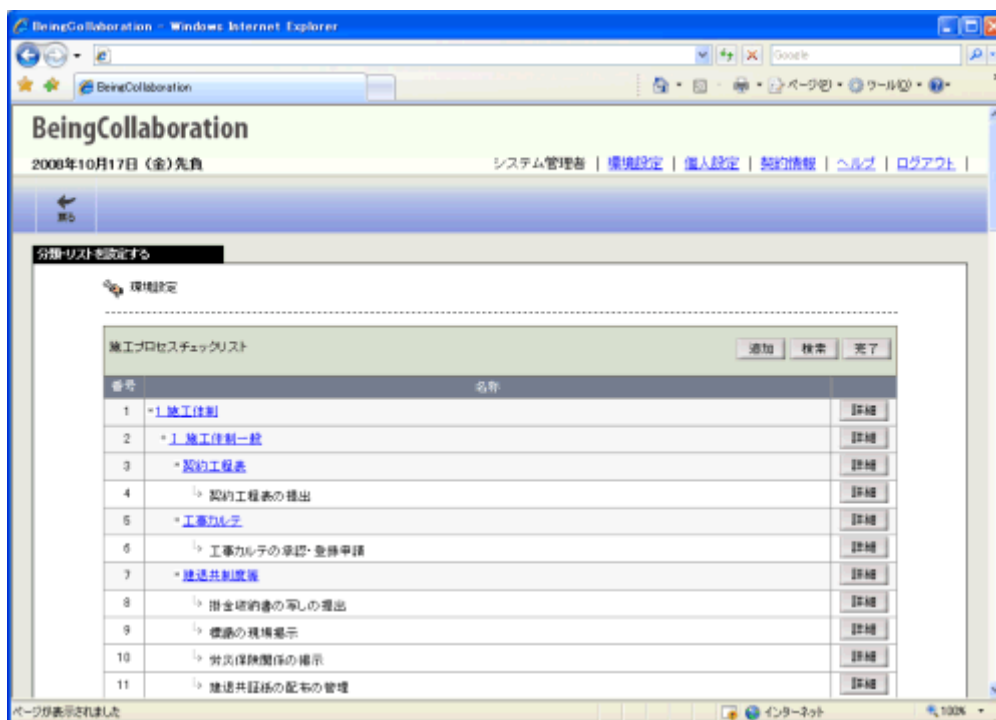 BeingCollaboration - Windows Internet Explorer
Google
BeingCollaboration
ページ(P) ツール(O)
BeingCollaboration
2008年10月17日 (金)先負
システム管理者 | 環境設定 | 個人設定 | 契約情報 | ヘルプ | ログアウト |
戻る
分類・リストを設定する
環境設定
施工プロセスチェックリスト
追加 検索 完了
番号 名称
1 1 施工体制 詳細
2 1 施工体制一般 詳細
3 契約工程表 詳細
4 契約工程表の提出 詳細
5 工事カルテ 詳細
6 工事カルテの承認・登録申請 詳細
7 建退共制度等 詳細
8 掛金収納書の写しの提出 詳細
9 標識の現場掲示 詳細
10 労災保険関係の掲示 詳細
11 建退共証紙の配布の管理 詳細
ページが表示されました
インターネット 100%